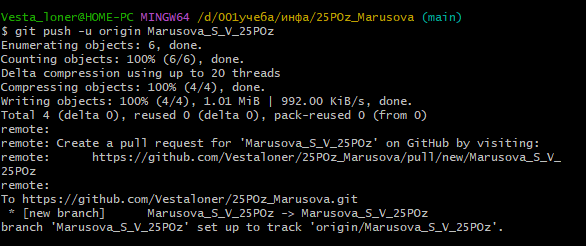 Vesta_loner@HOME-PC MINGW64 /d/001учеба/инфа/25POz_Marusova (main)
$ git push -u origin Marusova_S_V_25POz
Enumerating objects: 6, done.
Counting objects: 100% (6/6), done.
Delta compression using up to 20 threads
Compressing objects: 100% (4/4), done.
Writing objects: 100% (4/4), 1.01 MiB | 992.00 KiB/s, done.
Total 4 (delta 0), reused 0 (delta 0), pack-reused 0 (from 0)
remote:
remote: Create a pull request for 'Marusova_S_V_25POz' on GitHub by visiting:
remote:      https://github.com/Vestaloner/25POz_Marusova/pull/new/Marusova_S_V_
25POz
remote:
To https://github.com/Vestaloner/25POz_Marusova.git
 * [new branch]      Marusova_S_V_25POz -> Marusova_S_V_25POz
branch 'Marusova_S_V_25POz' set up to track 'origin/Marusova_S_V_25POz'.